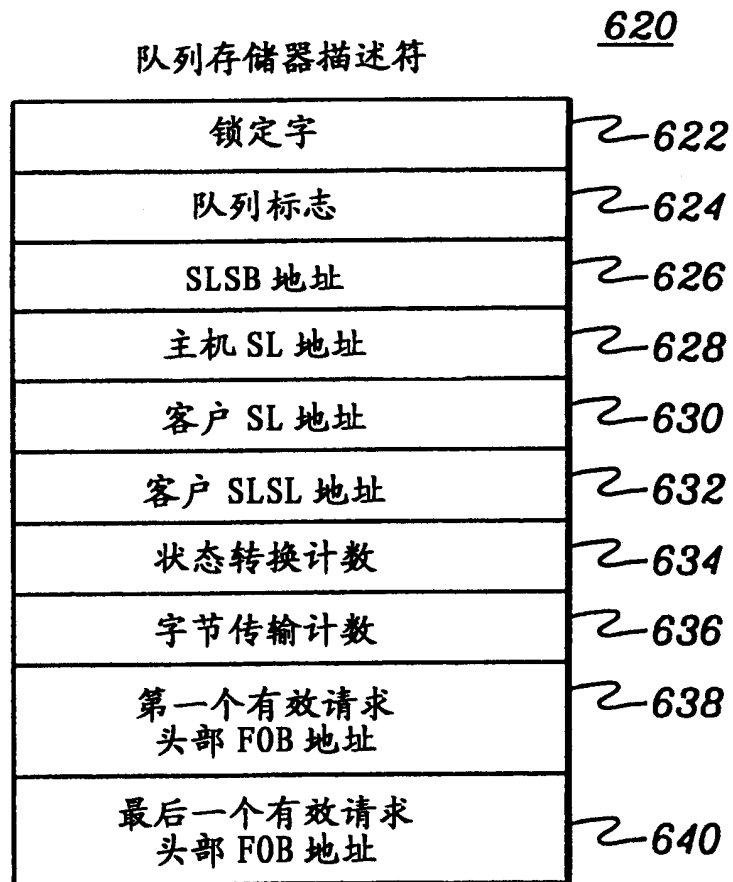 620
队列存储器描述符
锁定字 622
队列标志 624
SLSB 地址 626
主机 SL 地址 628
客户 SL 地址 630
客户 SLSL 地址 632
状态转换计数 634
字节传输计数 636
第一个有效请求 638
头部 FOB 地址
最后一个有效请求
头部 FOB 地址 640